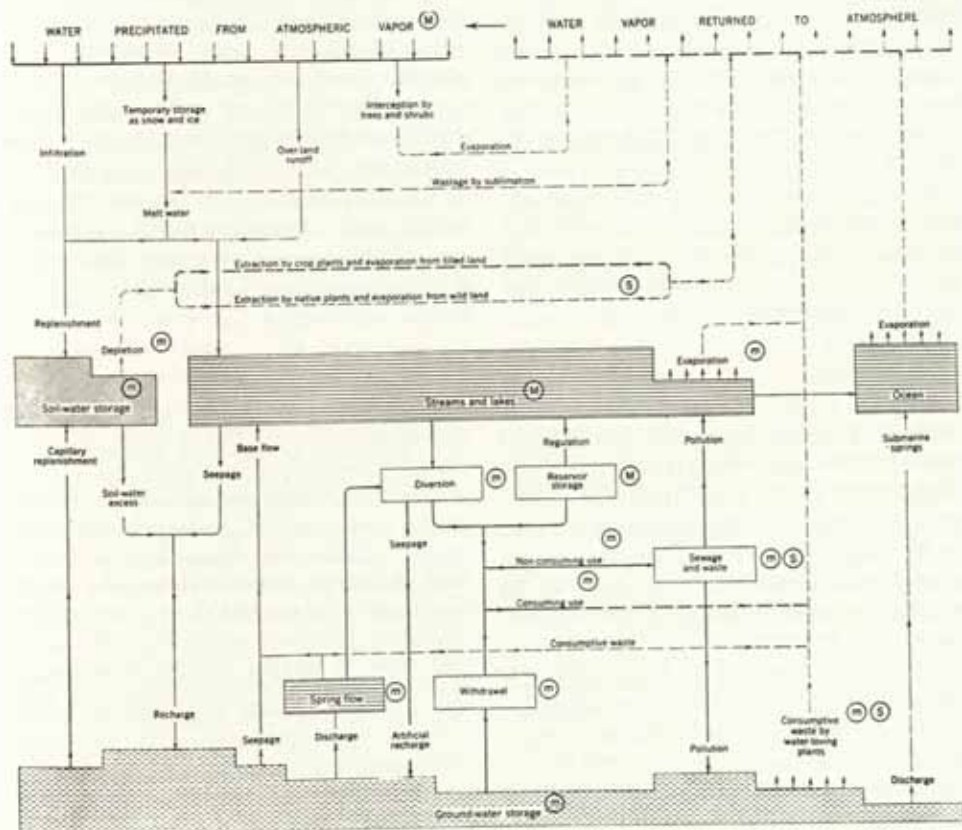 WATER PRECIPITATED FROM ATMOSPHERIC VAPOR M
WATER VAPOR RETURNED TO ATMOSPHERE
Temporary storage
as snow and ice
Interception by
trees and shrubs
Infiltration
Over-land
runoff
Evaporation
Wastage by sublimation
Melt water
Extraction by crop plants and evaporation from tilled land
S
Extraction by native plants and evaporation from wild land
Replenishment
Depletion m
Evaporation m
Evaporation
m
Soil-water storage
Streams and lakes M
Ocean
Capillary
replenishment
Base flow
Regulation
Pollution
Submarine
springs
Soil-water
excess
Seepage
Diversion m
Reservoir
storage
M
Seepage
m
Non-consuming use
Sewage
and waste
m S
m
Consuming use
Consumptive waste
Spring flow m
Withdrawal m
Recharge
Seepage
Discharge
Artificial
recharge
Pollution
Consumptive
waste by
water-loving
plants
m S
Discharge
Ground-water storage m